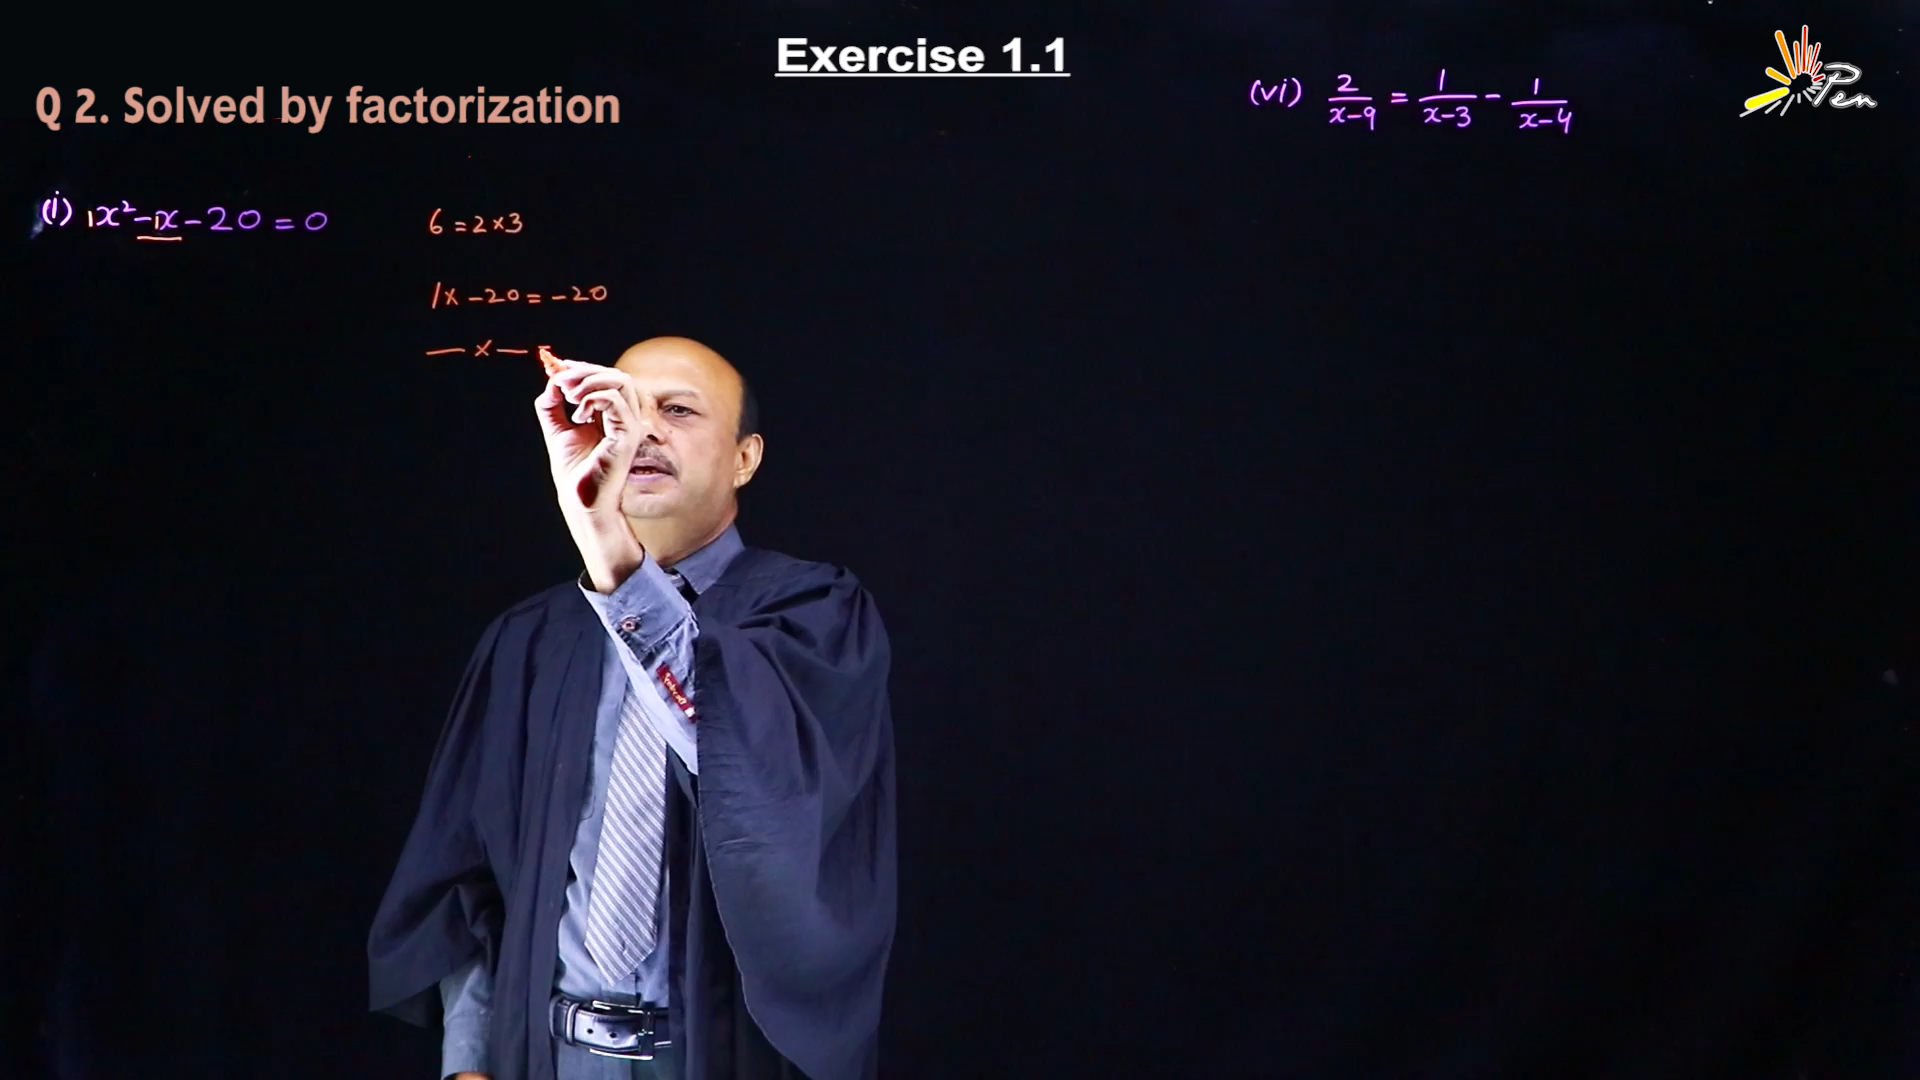 Exercise 1.1
Q 2. Solved by factorization
(vi) 2/(x-9) = 1/(x-3) - 1/(x-4)
Pen
(i) 1x² - 1x - 20 = 0
6 = 2 × 3
1 × -20 = -20
— × — =